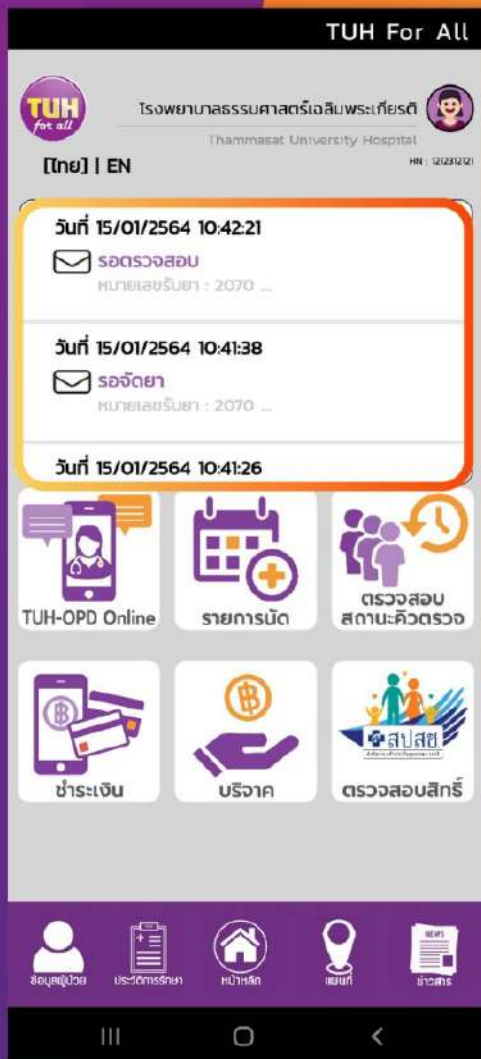 TUH For All
TUH
for all
โรงพยาบาลธรรมศาสตร์เฉลิมพระเกียรติ
Thammasat University Hospital
[ไทย] | EN
HN : 121231212
วันที่ 15/01/2564 10:42:21
รอตรวจสอบ
หมายเลขรับยา : 2070 ...
วันที่ 15/01/2564 10:41:38
รอจัดยา
หมายเลขรับยา : 2070 ...
วันที่ 15/01/2564 10:41:26
TUH-OPD Online
รายการนัด
ตรวจสอบ
สถานะคิวตรวจ
สปสช
ชำระเงิน
บริจาค
ตรวจสอบสิทธิ์
NEWS
ข้อมูลผู้ป่วย
ประวัติการรักษา
หน้าหลัก
แผนที่
ข่าวสาร